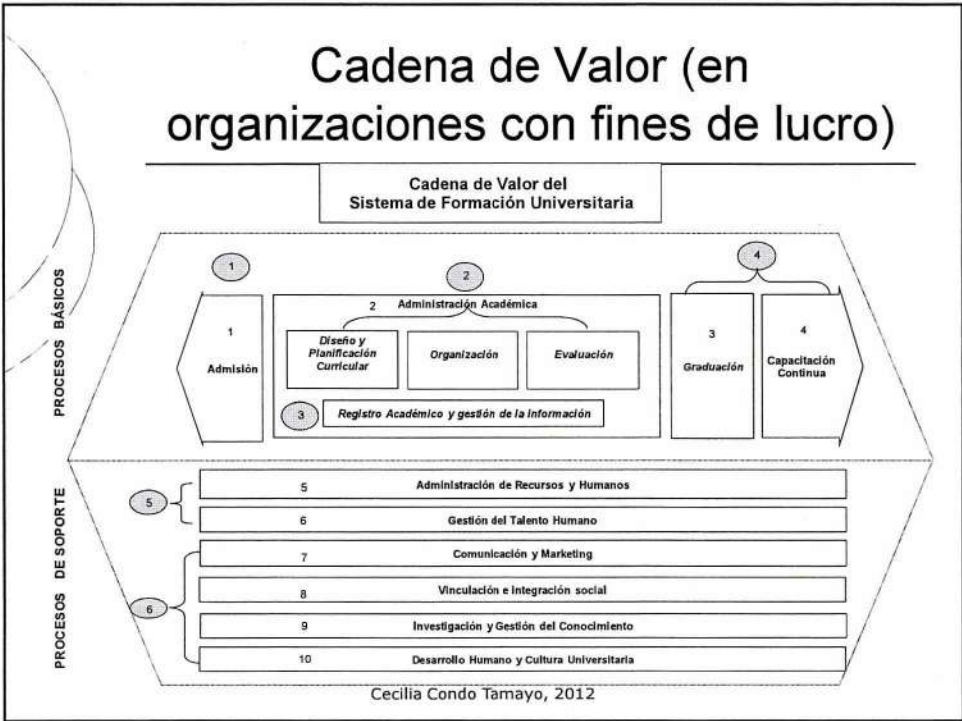 Cadena de Valor (en
organizaciones con fines de lucro)
Cadena de Valor del
Sistema de Formación Universitaria
PROCESOS BÁSICOS
1
2
4
1
Admisión
2 Administración Académica
Diseño y
Planificación
Curricular
Organización
Evaluación
3 Registro Académico y gestión de la Información
3
Graduación
4
Capacitación
Continua
PROCESOS DE SOPORTE
5
5 Administración de Recursos y Humanos
6 Gestión del Talento Humano
6
7 Comunicación y Marketing
8 Vinculación e integración social
9 Investigación y Gestión del Conocimiento
10 Desarrollo Humano y Cultura Universitaria
Cecilia Condo Tamayo, 2012